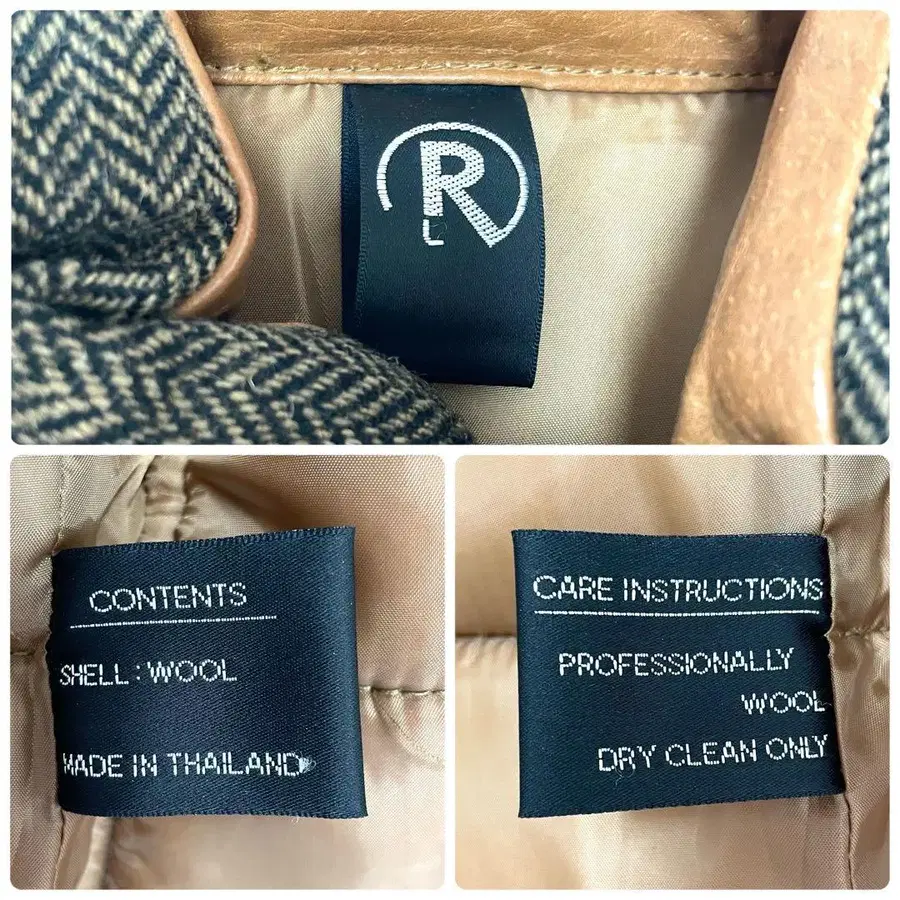 R
L
CONTENTS
SHELL: WOOL
MADE IN THAILAND
CARE INSTRUCTIONS
PROFESSIONALLY
WOOL
DRY CLEAN ONLY